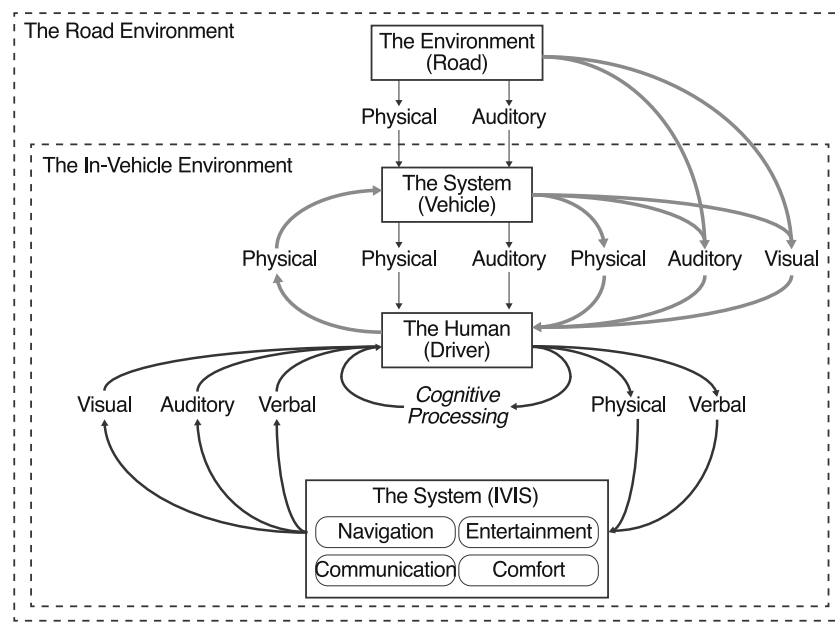 The Road Environment
The Environment
(Road)
Physical
Auditory
The In-Vehicle Environment
The System
(Vehicle)
Physical
Physical
Auditory
Physical
Auditory
Visual
The Human
(Driver)
Visual
Auditory
Verbal
Cognitive
Processing
Physical
Verbal
The System (IVIS)
Navigation
Entertainment
Communication
Comfort